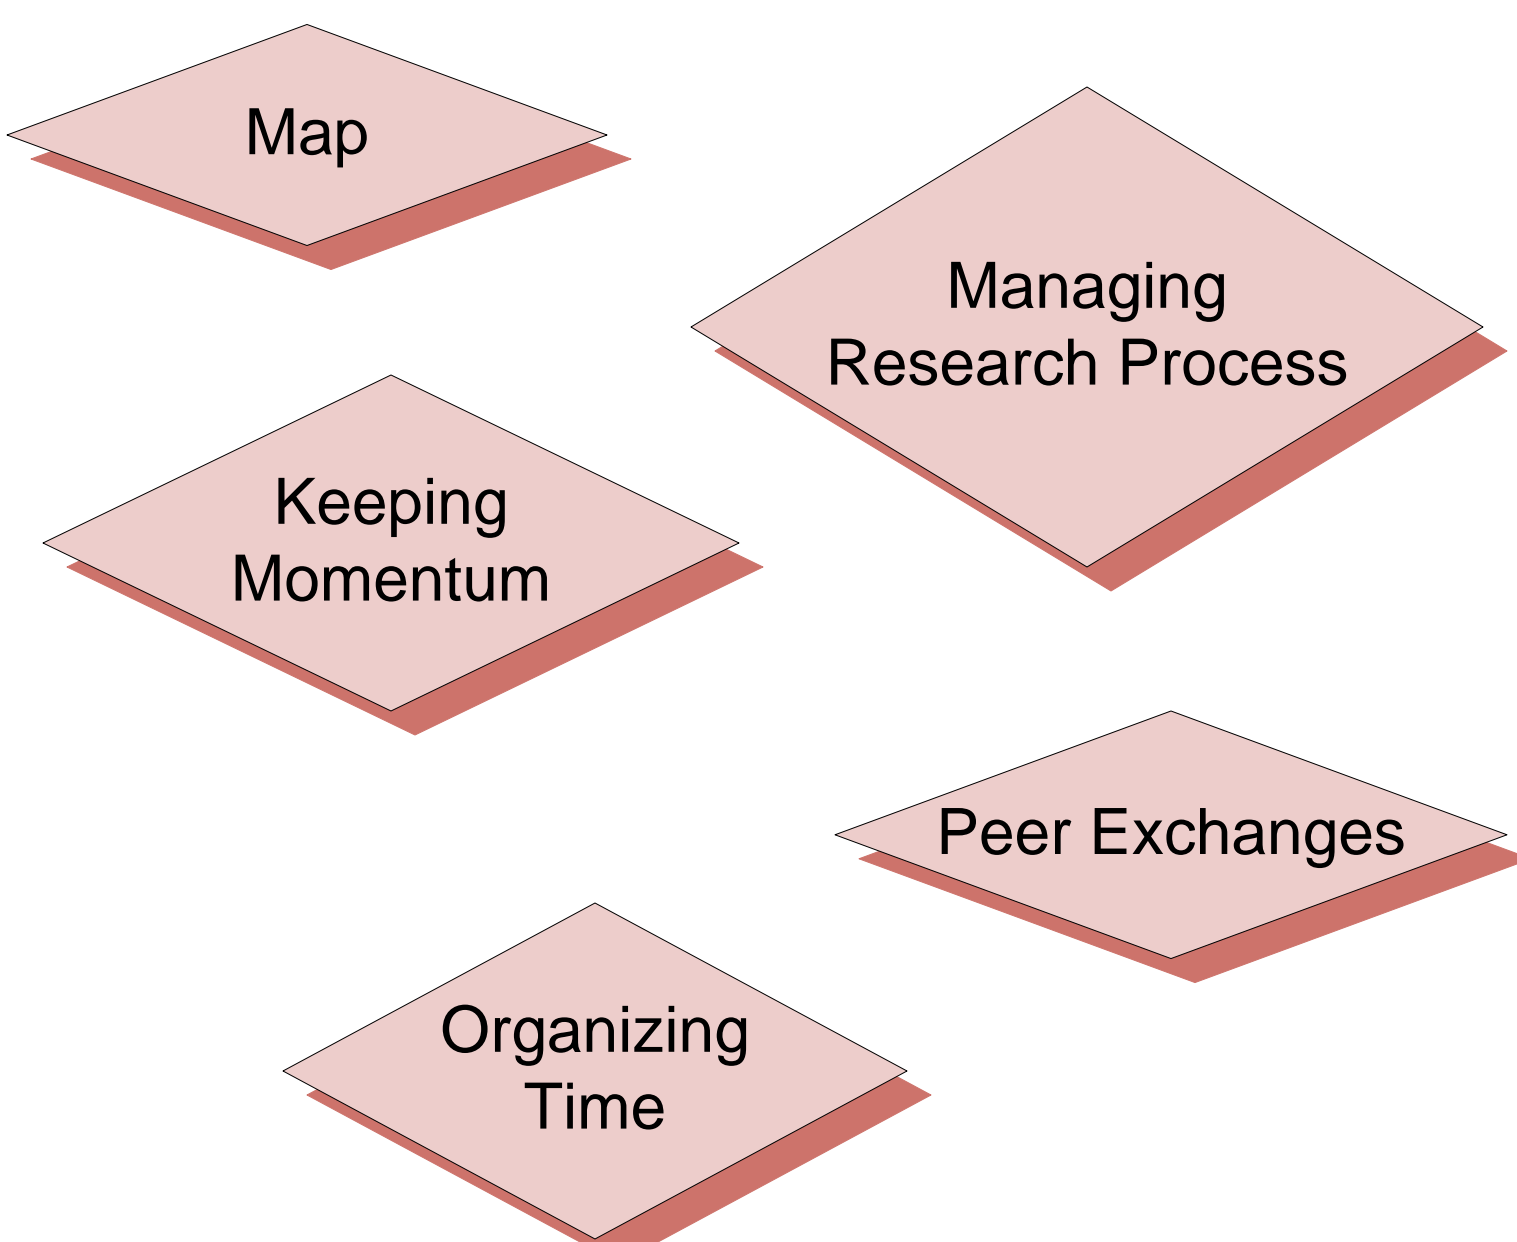 Map
Managing
Research Process
Keeping
Momentum
Peer Exchanges
Organizing
Time